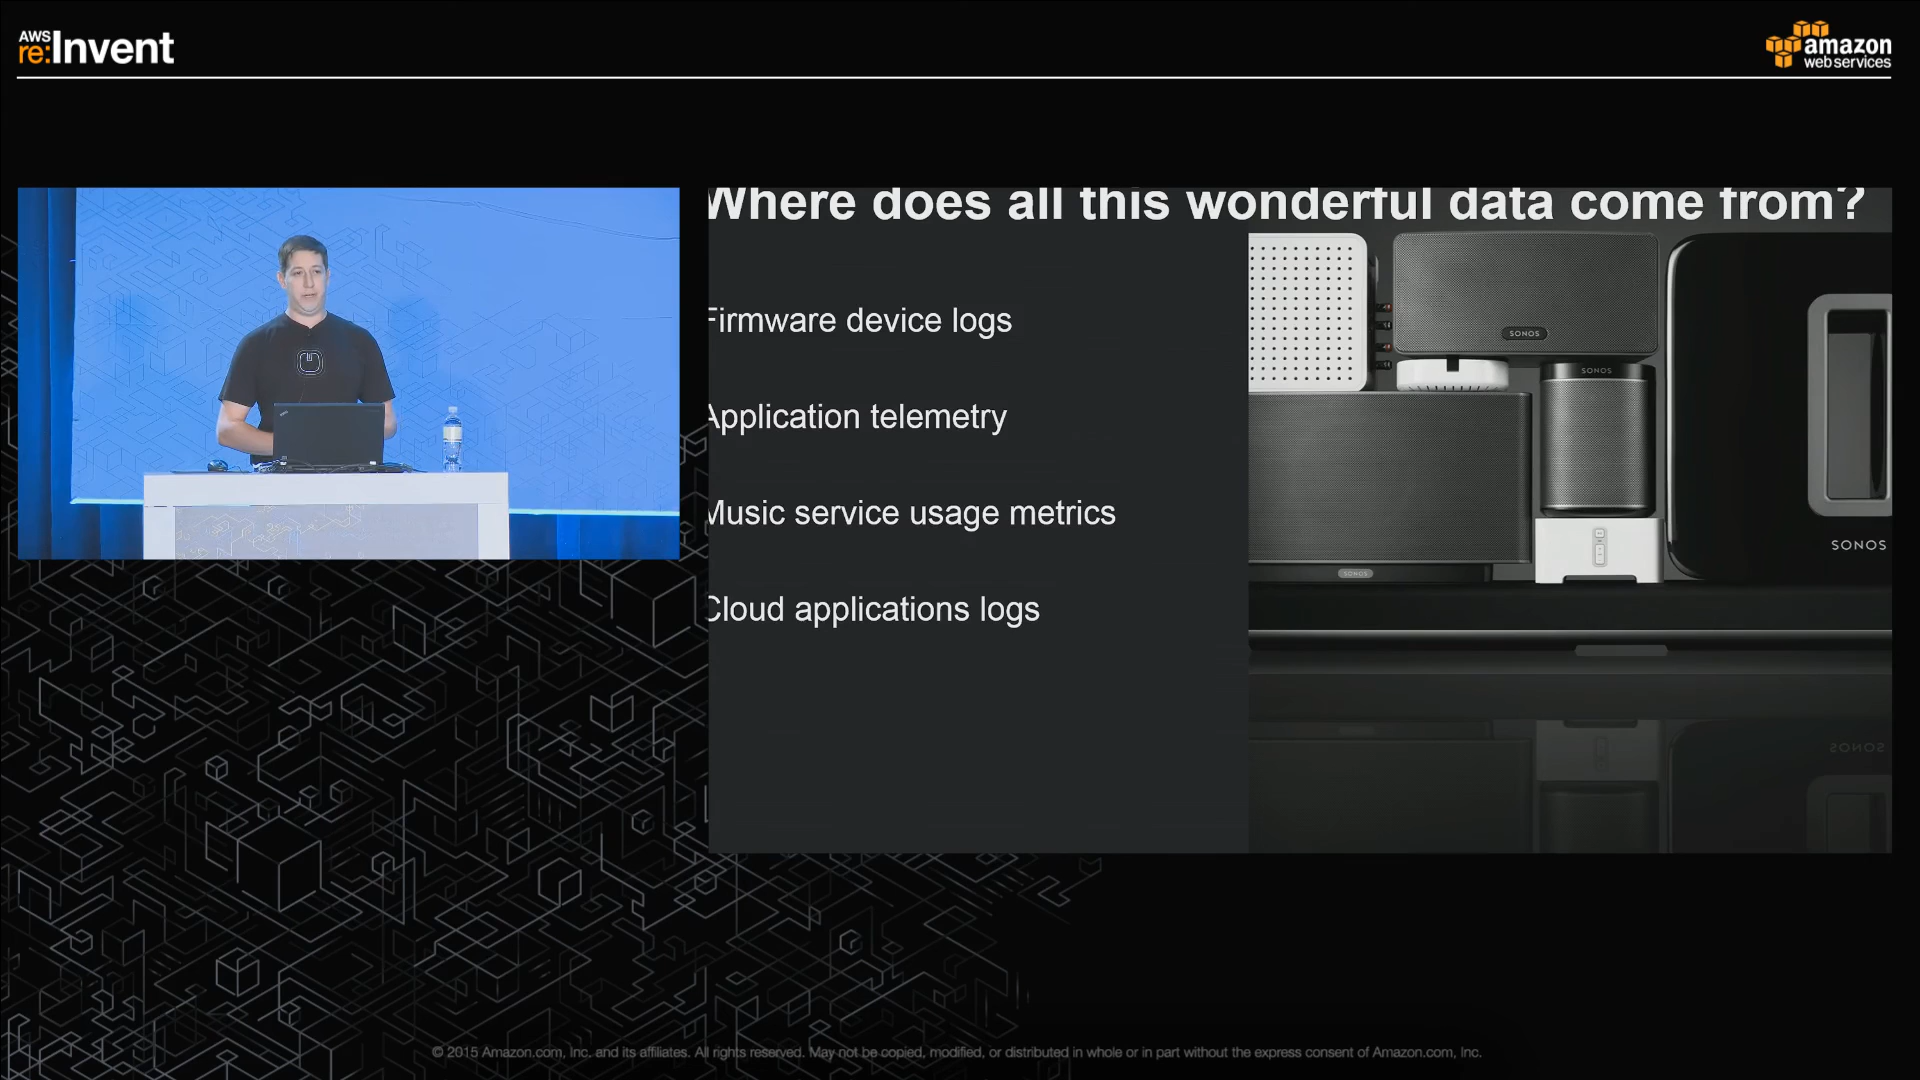 AWS
re:Invent
amazon
web services
Where does all this wonderful data come from?
Firmware device logs
Application telemetry
Music service usage metrics
Cloud applications logs
SONOS
SONOS
SONOS
SONOS
© 2015 Amazon.com, Inc. and its affiliates. All rights reserved. May not be copied, modified, or distributed in whole or in part without the express consent of Amazon.com, Inc.